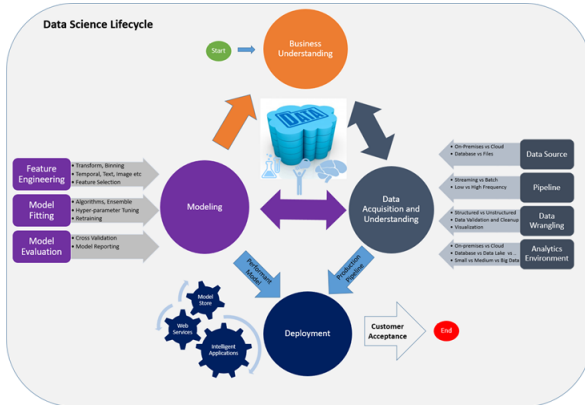 Data Science Lifecycle
Start
Business
Understanding
DATA
Feature
Engineering
• Transform, Binning
• Temporal, Text, Image etc
• Feature Selection
Model
Fitting
• Algorithms, Ensemble
• Hyper-parameter Tuning
• Retraining
Model
Evaluation
• Cross Validation
• Model Reporting
Modeling
Data
Acquisition and
Understanding
• On-Premises vs Cloud
• Database vs Files
Data Source
• Streaming vs Batch
• Low vs High Frequency
Pipeline
• Structured vs Unstructured
• Data Validation and Cleanup
• Visualization
Data
Wrangling
• On-premises vs Cloud
• Database vs Data Lake vs ..
• Small vs Medium vs Big Data
Analytics
Environment
Performant
Model
Production
Pipeline
Model
Store
Web
Services
Intelligent
Applications
Deployment
Customer
Acceptance
End